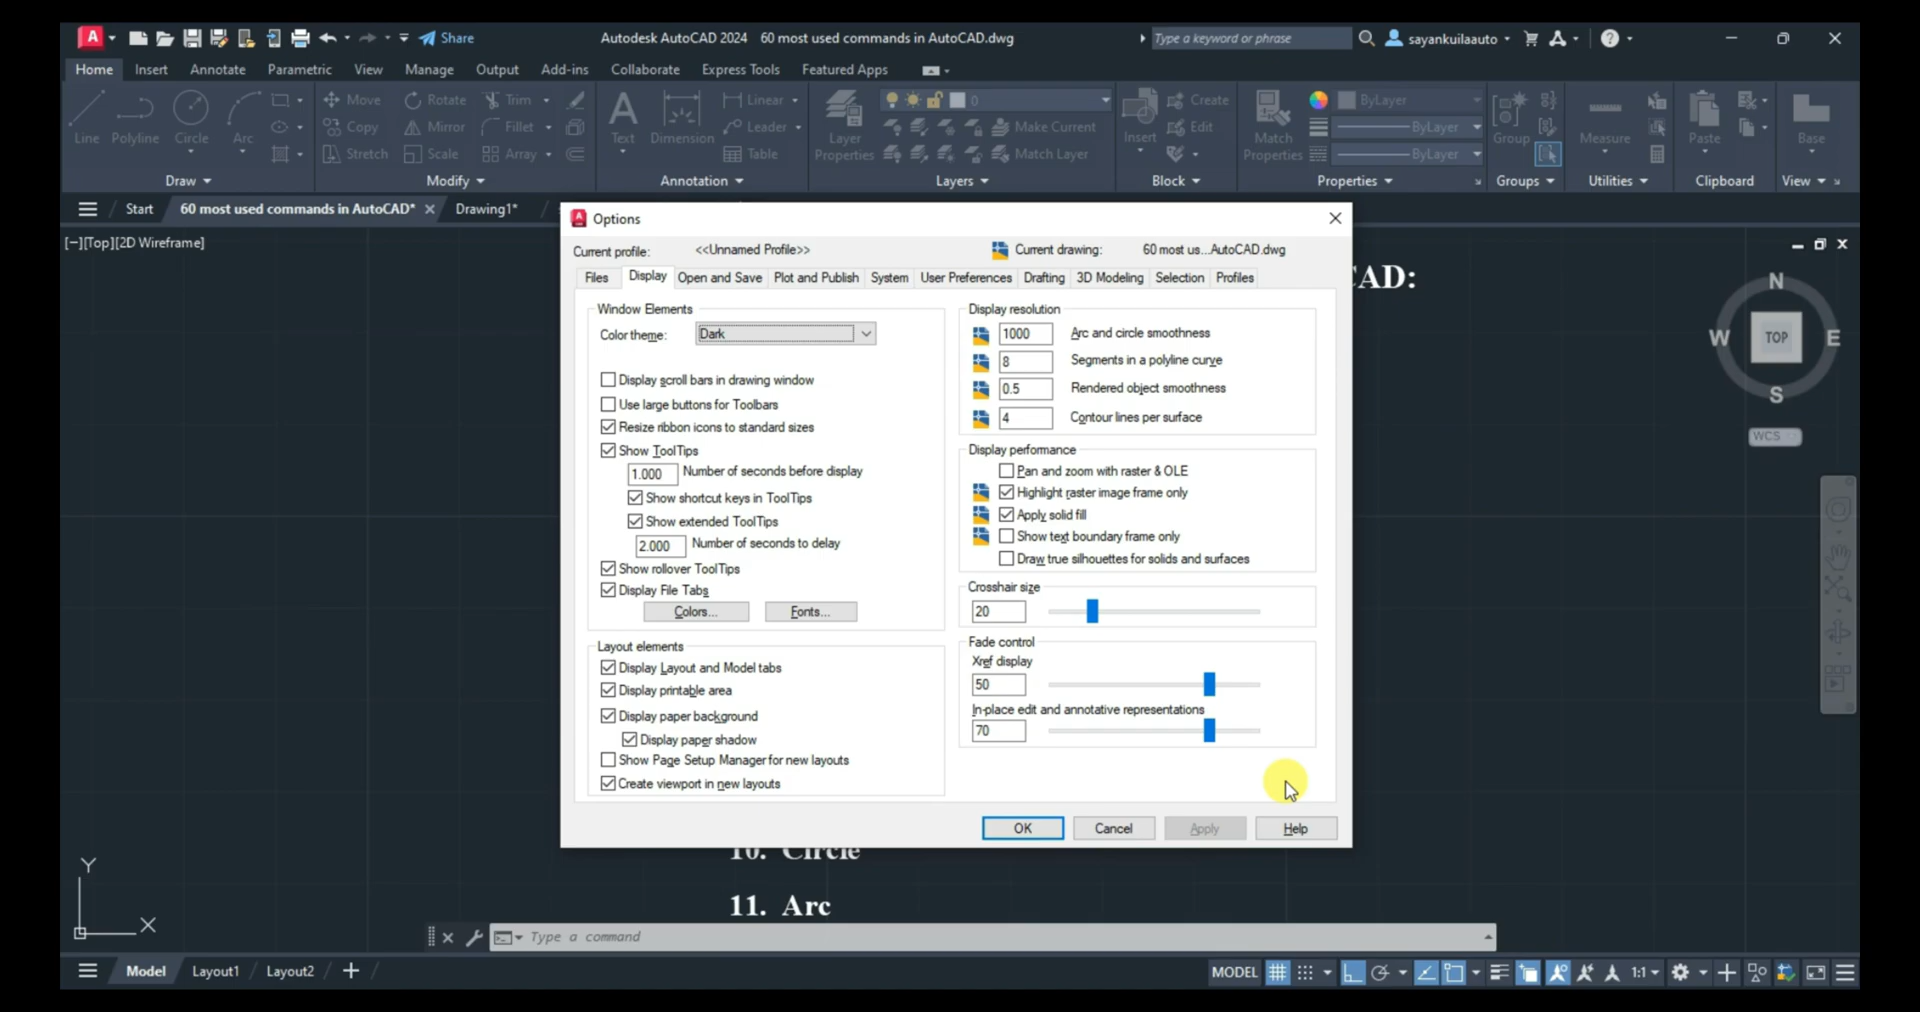 A Share Autodesk AutoCAD 2024 60 most used commands in AutoCAD.dwg Type a keyword or phrase sayankuilaauto
Home Insert Annotate Parametric View Manage Output Add-ins Collaborate Express Tools Featured Apps
Move Rotate Trim Linear 0 Create ByLayer
Copy Mirror Fillet Leader Make Current Edit ByLayer
Line Polyline Circle Arc Text Dimension Layer Properties Insert Match Properties Group Measure Paste Base
Stretch Scale Array Table Match Layer ByLayer
Draw Modify Annotation Layers Block Properties Groups Utilities Clipboard View
Start 60 most used commands in AutoCAD* Drawing1*
[−][Top][2D Wireframe]
Options
Current profile: <<Unnamed Profile>> Current drawing: 60 most us...AutoCAD.dwg
Files Display Open and Save Plot and Publish System User Preferences Drafting 3D Modeling Selection Profiles
Window Elements
Color theme: Dark
Display scroll bars in drawing window
Use large buttons for Toolbars
Resize ribbon icons to standard sizes
Show ToolTips
1.000 Number of seconds before display
Show shortcut keys in ToolTips
Show extended ToolTips
2.000 Number of seconds to delay
Show rollover ToolTips
Display File Tabs
Colors... Fonts...
Layout elements
Display Layout and Model tabs
Display printable area
Display paper background
Display paper shadow
Show Page Setup Manager for new layouts
Create viewport in new layouts
Display resolution
1000 Arc and circle smoothness
8 Segments in a polyline curve
0.5 Rendered object smoothness
4 Contour lines per surface
Display performance
Pan and zoom with raster & OLE
Highlight raster image frame only
Apply solid fill
Show text boundary frame only
Draw true silhouettes for solids and surfaces
Crosshair size
20
Fade control
Xref display
50
In-place edit and annotative representations
70
OK Cancel Apply Help
CAD:
N
W TOP E
S
WCS
10. Circle
11. Arc
Y
X
Type a command
Model Layout1 Layout2 + MODEL 1:1